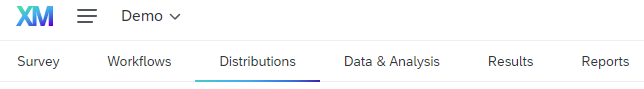 XM Demo
Survey Workflows Distributions Data & Analysis Results Reports